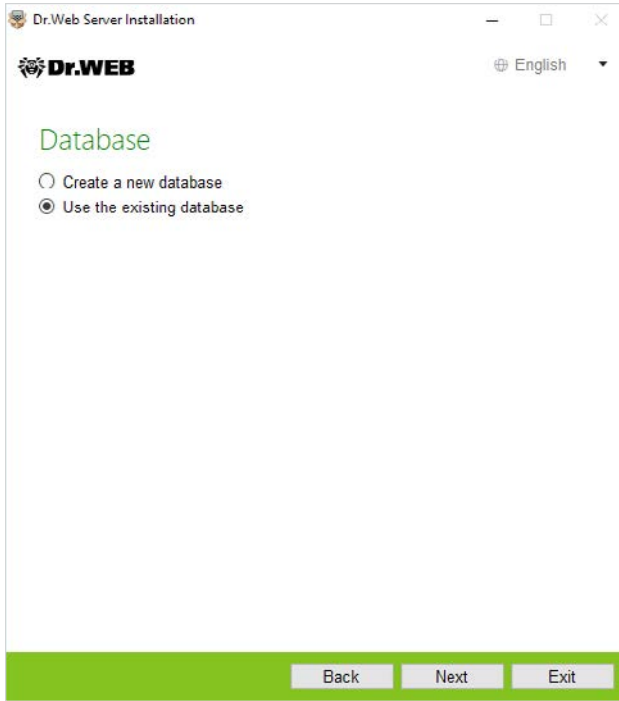 Dr.Web Server Installation
Dr.WEB
English
Database
Create a new database
Use the existing database
Back Next Exit